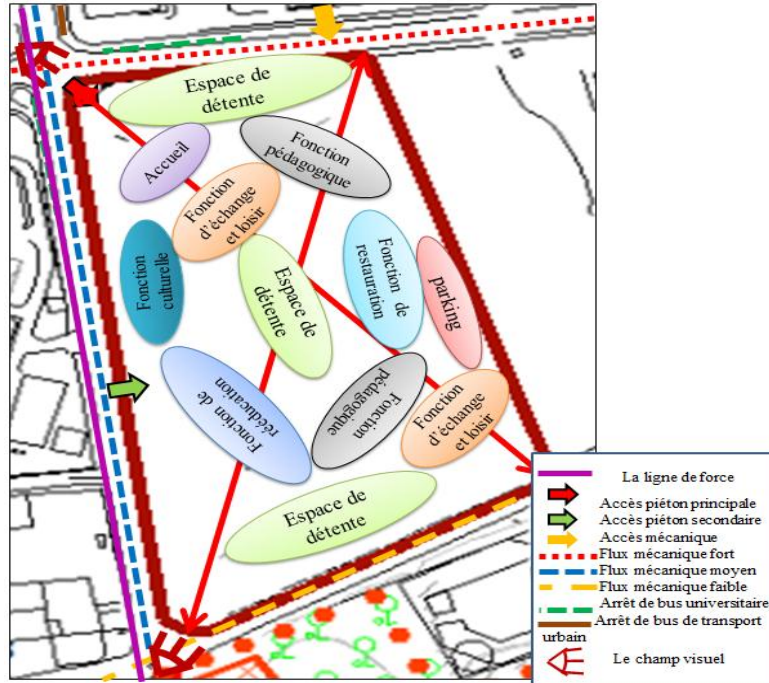 Espace de
détente
Accueil
Fonction
pédagogique
Fonction
d'échange
et loisir
Fonction
culturelle
Espace de
détente
Fonction de
restauration
parking
Fonction de
rééducation
Fonction
pédagogique
Fonction
d'échange
et loisir
Espace de
détente
La ligne de force
Accès piéton principale
Accès piéton secondaire
Accès mécanique
Flux mécanique fort
Flux mécanique moyen
Flux mécanique faible
Arrêt de bus universitaire
Arrêt de bus de transport
urbain
Le champ visuel